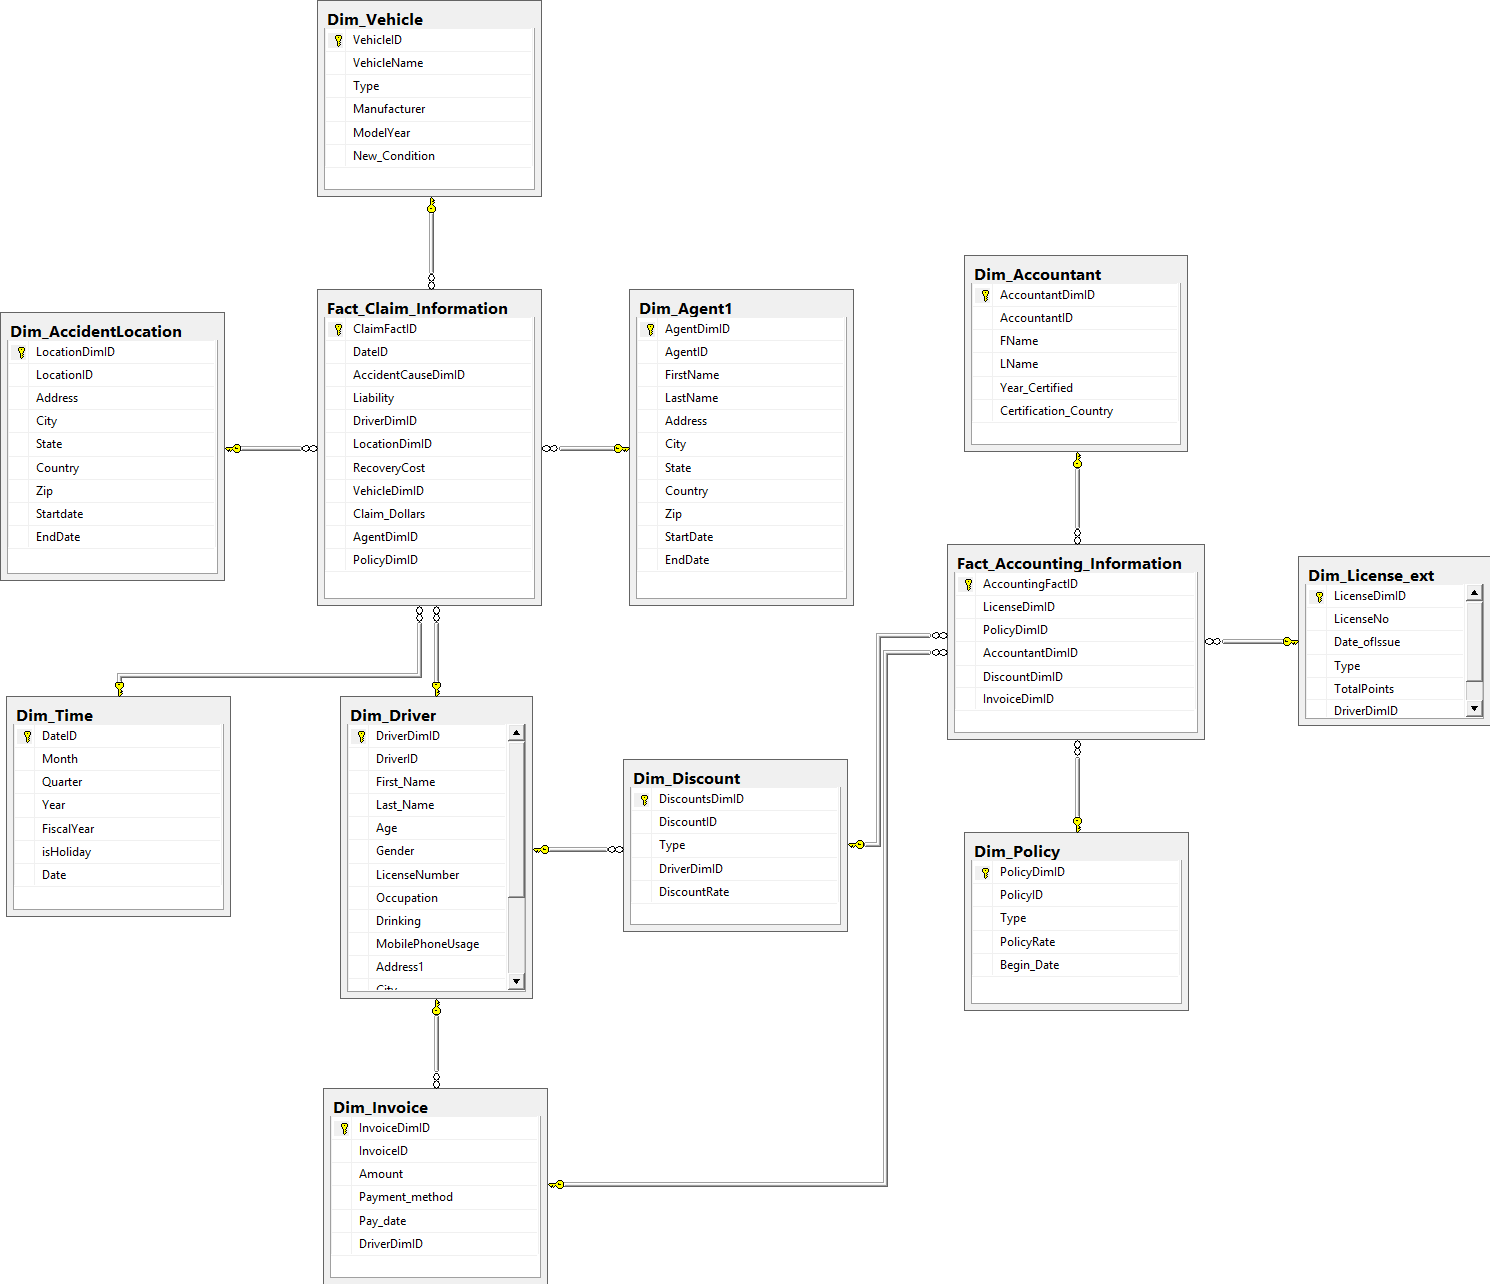 Dim_Vehicle
VehicleID
VehicleName
Type
Manufacturer
ModelYear
New_Condition
Dim_AccidentLocation
LocationDimID
LocationID
Address
City
State
Country
Zip
Startdate
EndDate
Fact_Claim_Information
ClaimFactID
DateID
AccidentCauseDimID
Liability
DriverDimID
LocationDimID
RecoveryCost
VehicleDimID
Claim_Dollars
AgentDimID
PolicyDimID
Dim_Agent1
AgentDimID
AgentID
FirstName
LastName
Address
City
State
Country
Zip
StartDate
EndDate
Dim_Accountant
AccountantDimID
AccountantID
FName
LName
Year_Certified
Certification_Country
Fact_Accounting_Information
AccountingFactID
LicenseDimID
PolicyDimID
AccountantDimID
DiscountDimID
InvoiceDimID
Dim_License_ext
LicenseDimID
LicenseNo
Date_ofIssue
Type
TotalPoints
DriverDimID
Dim_Time
DateID
Month
Quarter
Year
FiscalYear
isHoliday
Date
Dim_Driver
DriverDimID
DriverID
First_Name
Last_Name
Age
Gender
LicenseNumber
Occupation
Drinking
MobilePhoneUsage
Address1
City
Dim_Discount
DiscountsDimID
DiscountID
Type
DriverDimID
DiscountRate
Dim_Policy
PolicyDimID
PolicyID
Type
PolicyRate
Begin_Date
Dim_Invoice
InvoiceDimID
InvoiceID
Amount
Payment_method
Pay_date
DriverDimID